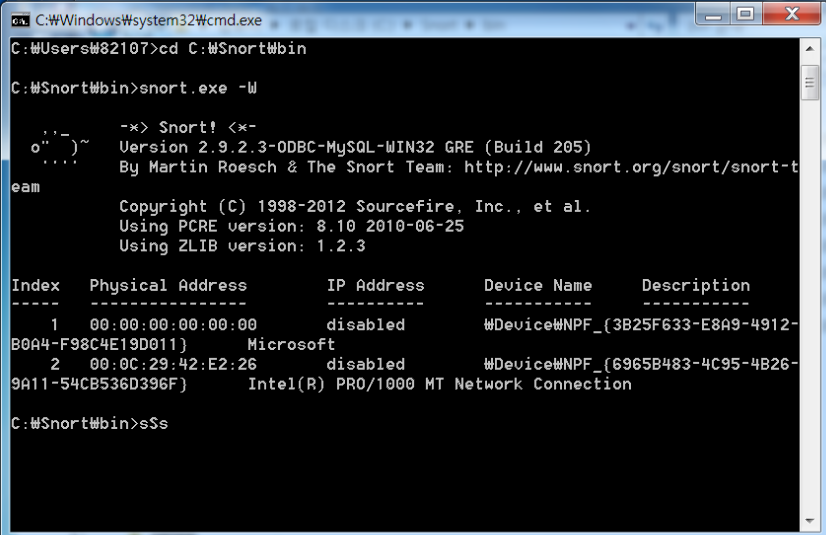 C:₩Windows₩system32₩cmd.exe
C:₩Users₩82107>cd C:₩Snort₩bin
C:₩Snort₩bin>snort.exe -W
,,_ -*> Snort! <*-
o" )~ Version 2.9.2.3-ODBC-MySQL-WIN32 GRE (Build 205)
'''' By Martin Roesch & The Snort Team: http://www.snort.org/snort/snort-t
eam
Copyright (C) 1998-2012 Sourcefire, Inc., et al.
Using PCRE version: 8.10 2010-06-25
Using ZLIB version: 1.2.3
Index Physical Address IP Address Device Name Description
----- ---------------- ---------- ----------- -----------
1 00:00:00:00:00:00 disabled ₩Device₩NPF_{3B25F633-E8A9-4912-
B0A4-F98C4E19D011} Microsoft
2 00:0C:29:42:E2:26 disabled ₩Device₩NPF_{6965B483-4C95-4B26-
9A11-54CB536D396F} Intel(R) PRO/1000 MT Network Connection
C:₩Snort₩bin>sSs